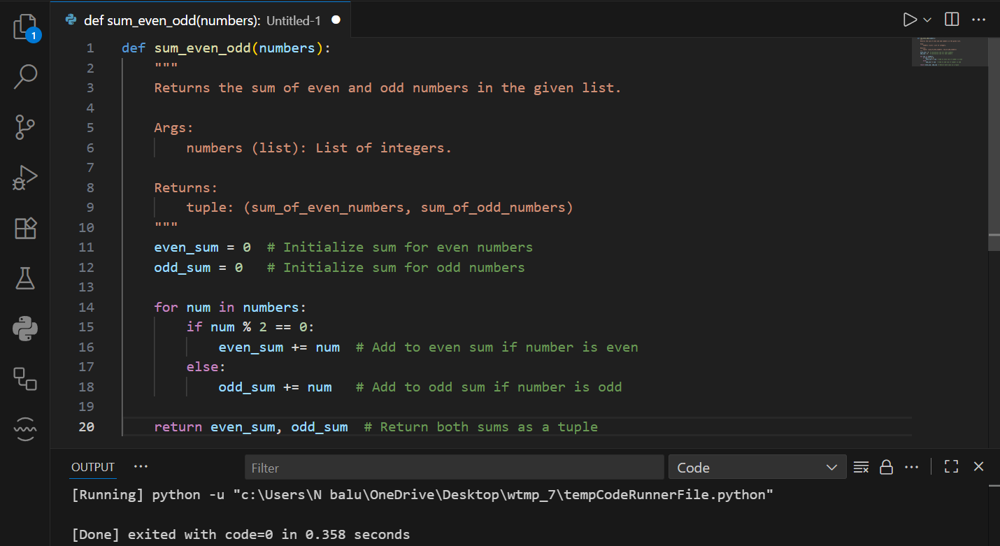 def sum_even_odd(numbers): Untitled-1
1
1 def sum_even_odd(numbers):
2     """
3     Returns the sum of even and odd numbers in the given list.
4
5     Args:
6         numbers (list): List of integers.
7
8     Returns:
9         tuple: (sum_of_even_numbers, sum_of_odd_numbers)
10     """
11     even_sum = 0  # Initialize sum for even numbers
12     odd_sum = 0   # Initialize sum for odd numbers
13
14     for num in numbers:
15         if num % 2 == 0:
16             even_sum += num  # Add to even sum if number is even
17         else:
18             odd_sum += num   # Add to odd sum if number is odd
19
20     return even_sum, odd_sum  # Return both sums as a tuple
OUTPUT ··· Filter Code
[Running] python -u "c:\Users\N balu\OneDrive\Desktop\wtmp_7\tempCodeRunnerFile.python"
[Done] exited with code=0 in 0.358 seconds